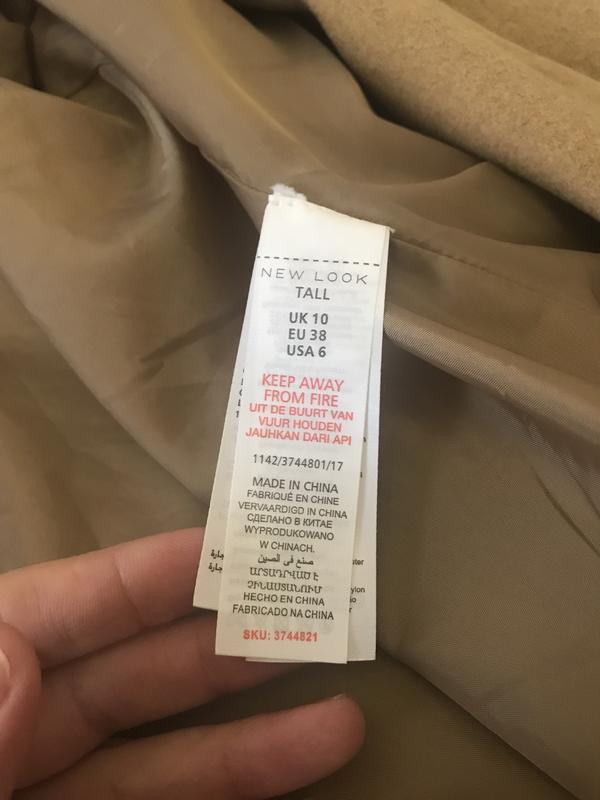 NEW LOOK
TALL
UK 10
EU 38
USA 6
KEEP AWAY
FROM FIRE
UIT DE BUURT VAN
VUUR HOUDEN
JAUHKAN DARI API
1142/3744801/17
MADE IN CHINA
FABRIQUÉ EN CHINE
VERVAARDIGD IN CHINA
СДЕЛАНО В КИТАЕ
WYPRODUKOWANO
W CHINACH.
صنع في الصين
ԱՐՏԱԴՐՎԱԾ Է
ՉԻՆԱՍՏԱՆՈՒՄ
HECHO EN CHINA
FABRICADO NA CHINA
SKU: 3744821